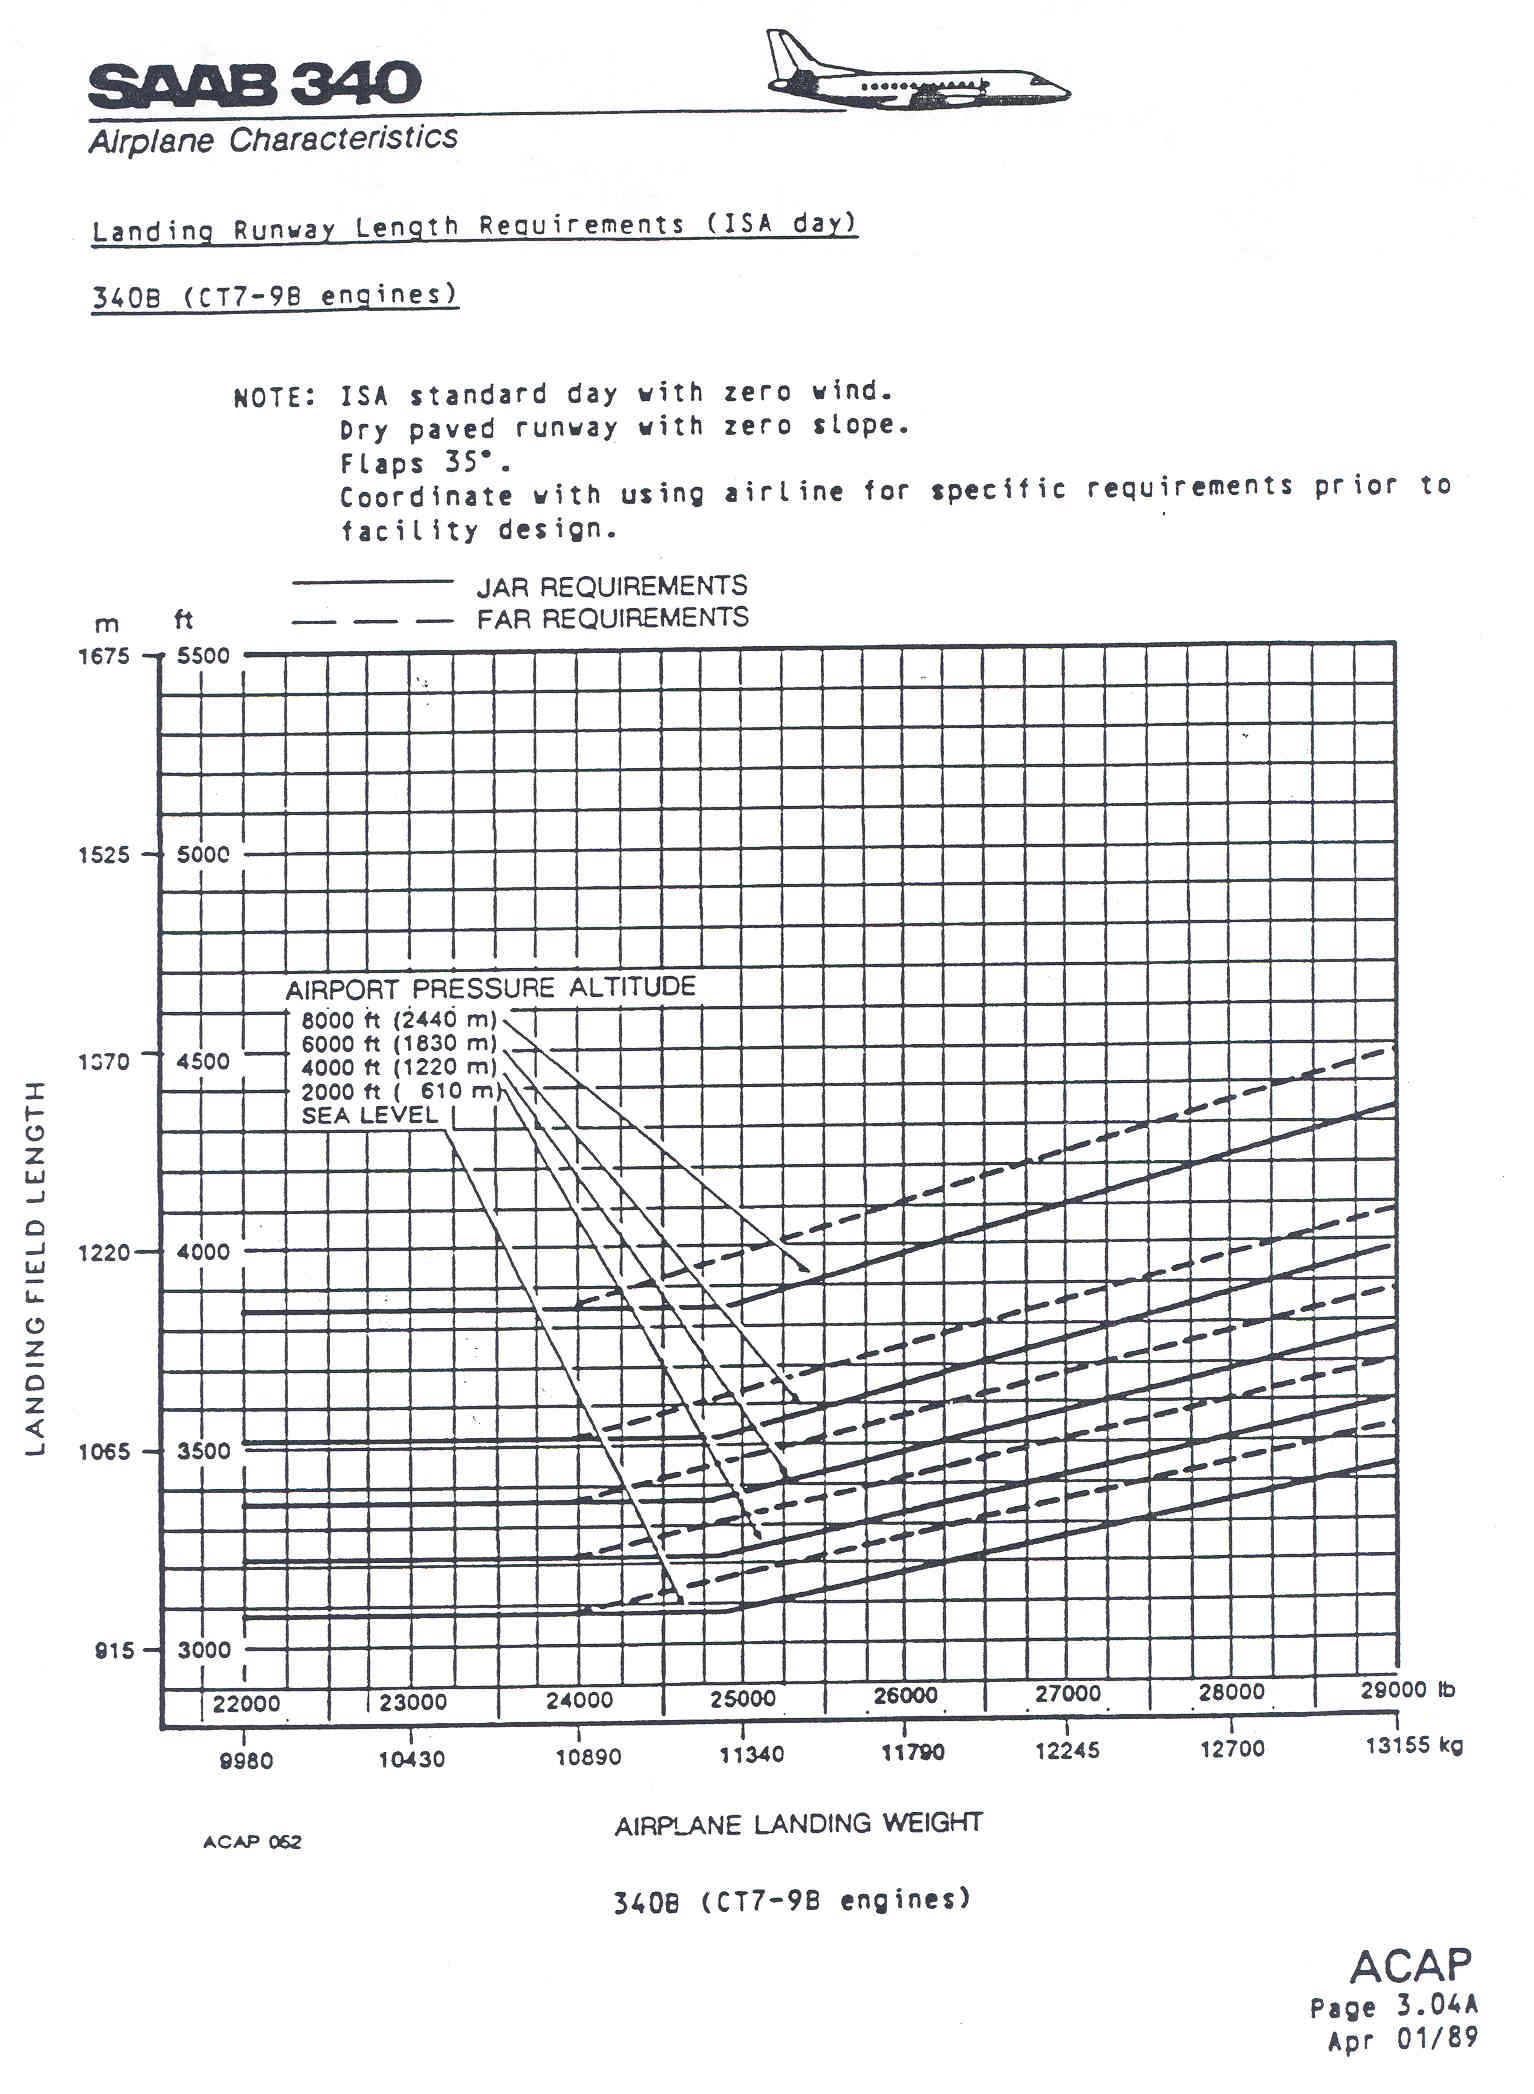 SAAB 340
Airplane Characteristics
Landing Runway Length Requirements (ISA day)
340B (CT7-9B engines)
NOTE: ISA standard day with zero wind.
Dry paved runway with zero slope.
Flaps 35°.
Coordinate with using airline for specific requirements prior to
facility design.
JAR REQUIREMENTS
FAR REQUIREMENTS
m ft
1675 5500
1525 5000
1370 4500
1220 4000
1065 3500
915 3000
LANDING FIELD LENGTH
AIRPORT PRESSURE ALTITUDE
8000 ft (2440 m)
6000 ft (1830 m)
4000 ft (1220 m)
2000 ft ( 610 m)
SEA LEVEL
22000 23000 24000 25000 26000 27000 28000 29000 lb
9980 10430 10890 11340 11790 12245 12700 13155 kg
AIRPLANE LANDING WEIGHT
ACAP 062
340B (CT7-9B engines)
ACAP
Page 3.04A
Apr 01/89